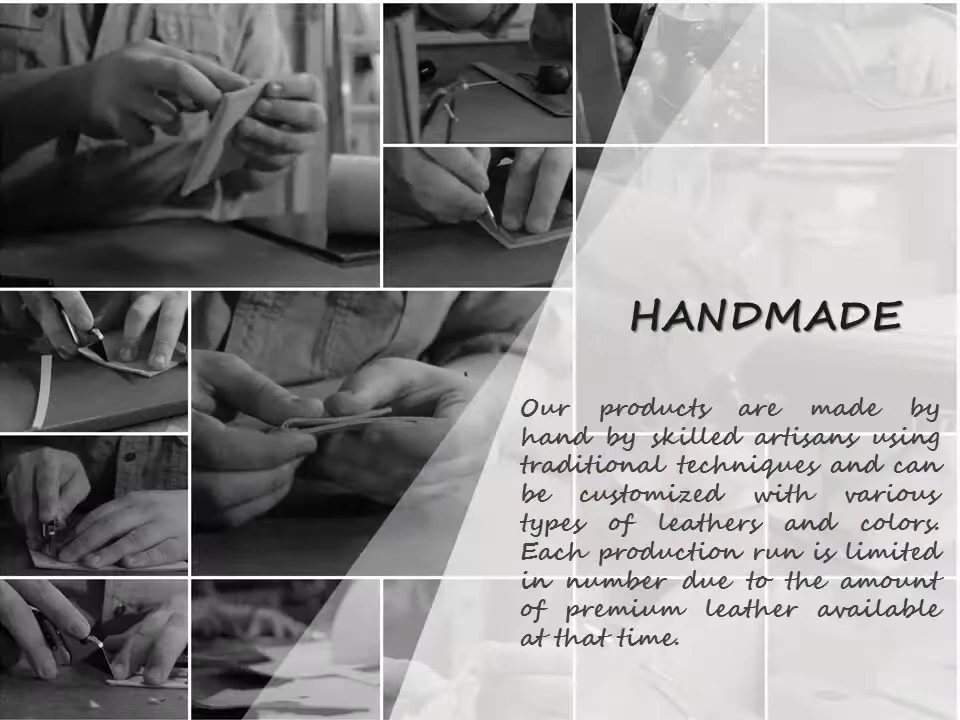 HANDMADE
Our products are made by
hand by skilled artisans using
traditional techniques and can
be customized with various
types of leathers and colors.
Each production run is limited
in number due to the amount
of premium leather available
at that time.